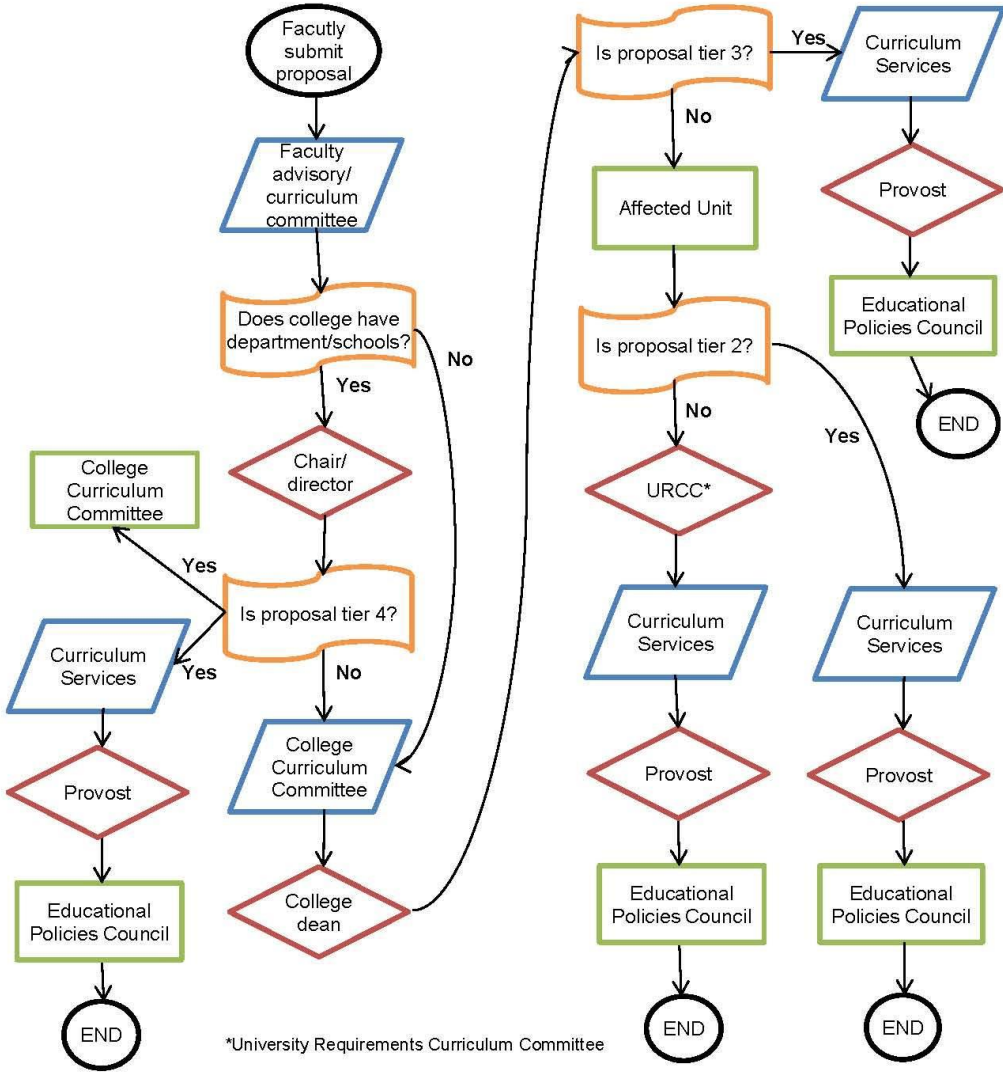 Facutly
submit
proposal
Faculty
advisory/
curriculum
committee
Does college have
department/schools?
No
Yes
Chair/
director
College
Curriculum
Committee
Yes
Is proposal tier 4?
Yes
Curriculum
Services
No
College
Curriculum
Committee
Provost
College
dean
Educational
Policies Council
END
Is proposal tier 3?
Yes
Curriculum
Services
No
Provost
Affected Unit
Educational
Policies Council
END
Is proposal tier 2?
No
Yes
URCC*
Curriculum
Services
Provost
Educational
Policies Council
END
Curriculum
Services
Provost
Educational
Policies Council
END
*University Requirements Curriculum Committee